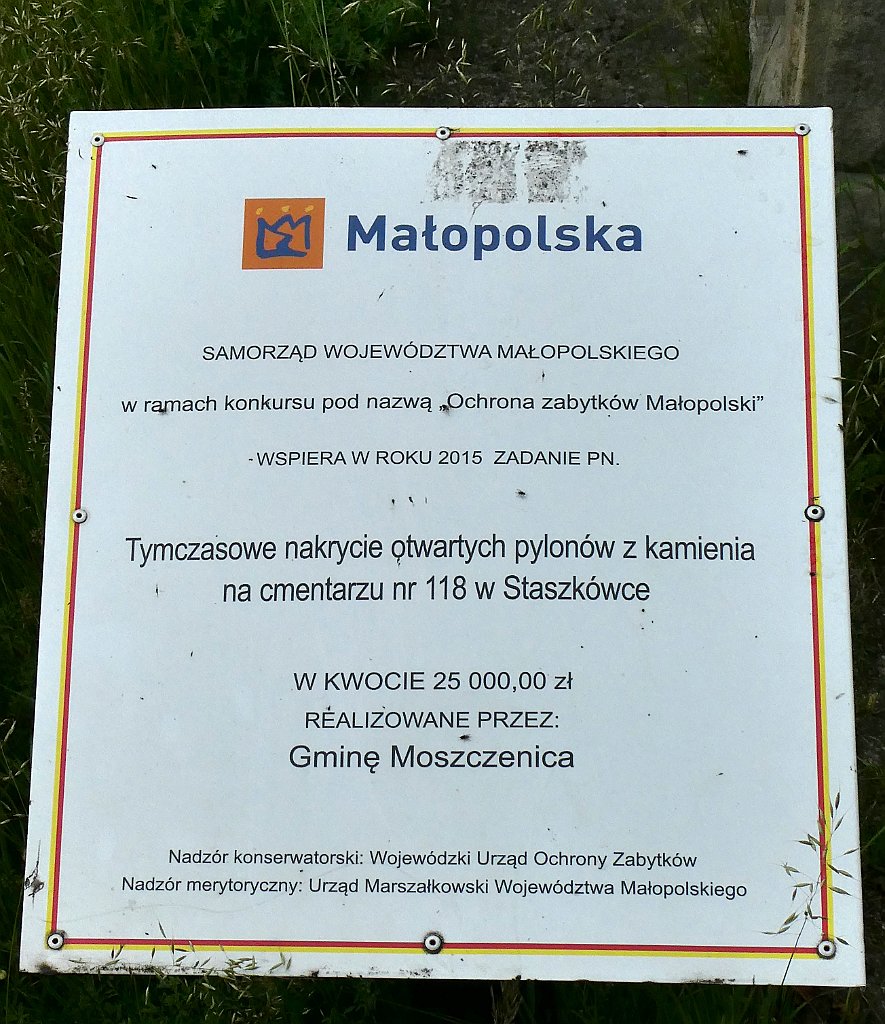 Małopolska
SAMORZĄD WOJEWÓDZTWA MAŁOPOLSKIEGO
w ramach konkursu pod nazwą „Ochrona zabytków Małopolski”
-WSPIERA W ROKU 2015 ZADANIE PN.
Tymczasowe nakrycie otwartych pylonów z kamienia
na cmentarzu nr 118 w Staszkówce
W KWOCIE 25 000,00 zł
REALIZOWANE PRZEZ:
Gminę Moszczenica
Nadzór konserwatorski: Wojewódzki Urząd Ochrony Zabytków
Nadzór merytoryczny: Urząd Marszałkowski Województwa Małopolskiego